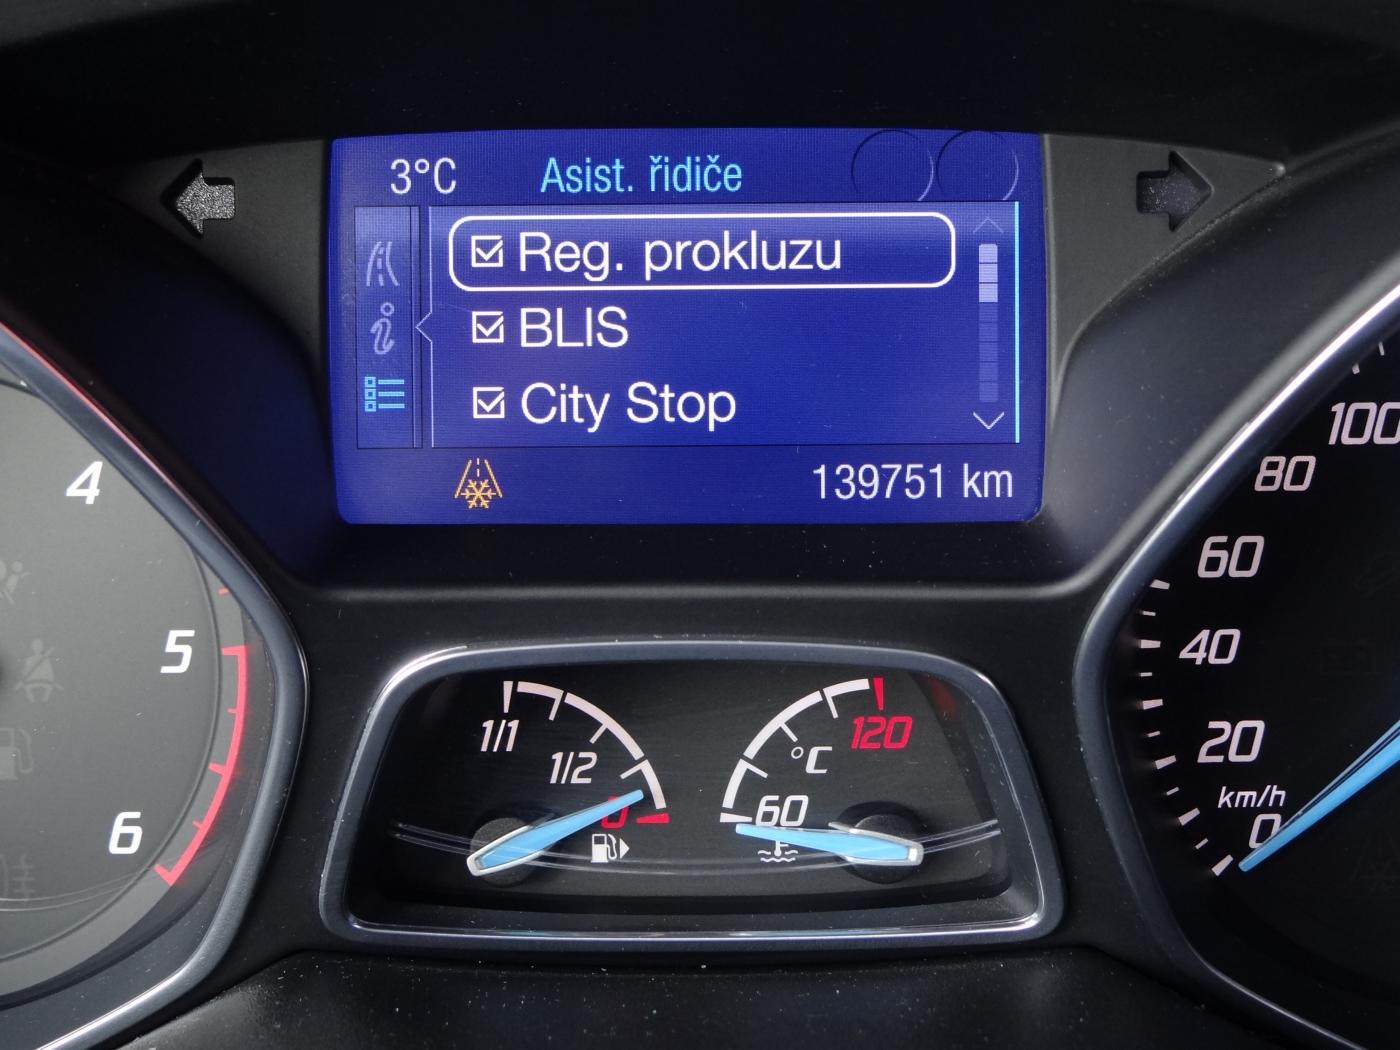 3°C Asist. řidiče
Reg. prokluzu
BLIS
City Stop
139751 km
4
5
6
1/1
1/2
0
°C
120
60
100
80
60
40
20
km/h
0